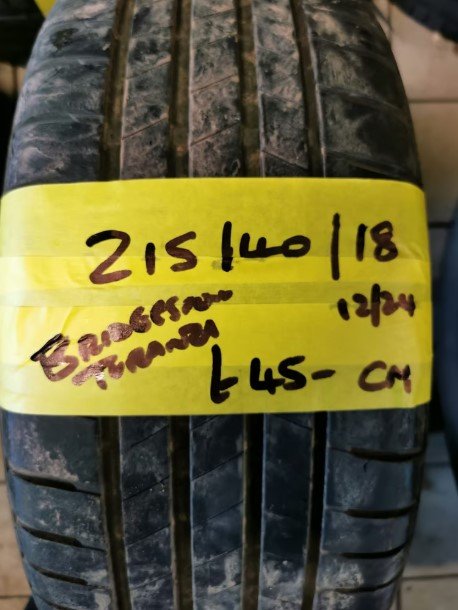 215/40/18
12/24
BRIDGESTONE
TURANZA
£45- CM